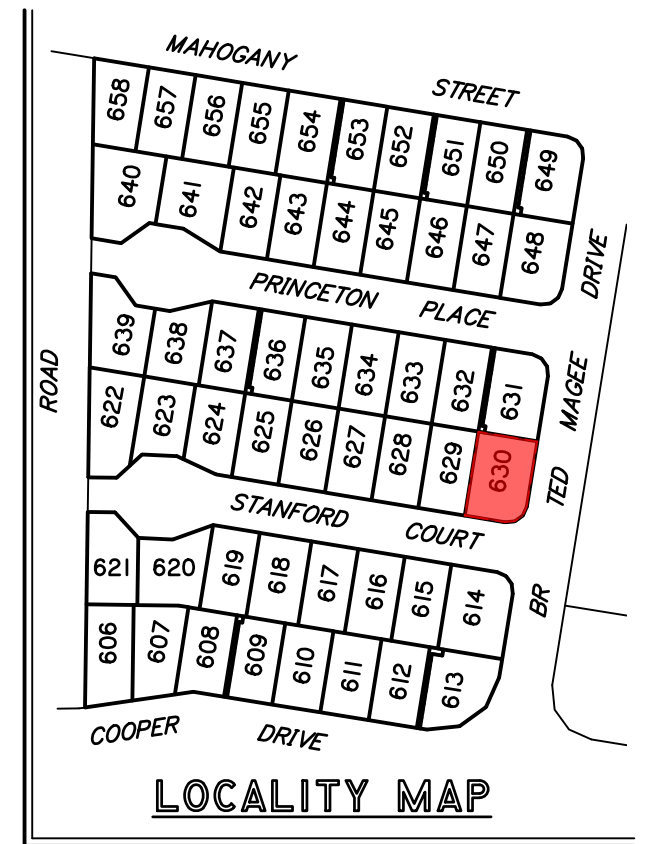 MAHOGANY STREET
658 657 656 655 654 653 652 651 650 649
640 641 642 643 644 645 646 647 648
DRIVE
PRINCETON PLACE
639 638 637 636 635 634 633 632 631
MAGEE
ROAD
622 623 624 625 626 627 628 629 630
TED
STANFORD COURT
621 620 619 618 617 616 615 614
BR
606 607 608 609 610 611 612 613
COOPER DRIVE
LOCALITY MAP